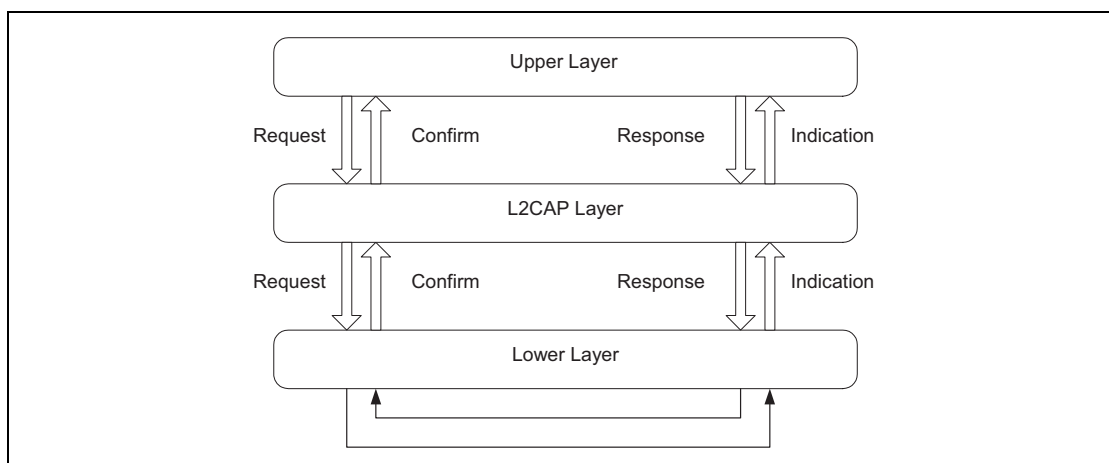 Upper Layer
Request Confirm Response Indication
L2CAP Layer
Request Confirm Response Indication
Lower Layer